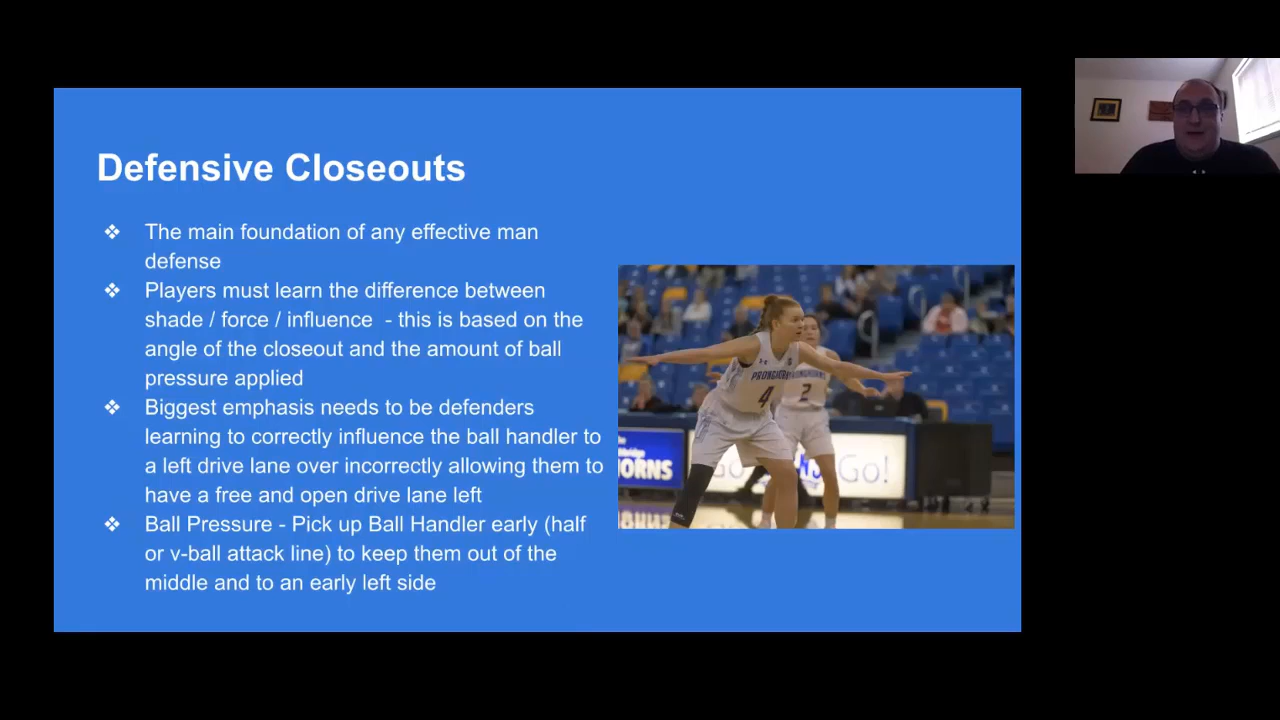 Defensive Closeouts
❖ The main foundation of any effective man
defense
❖ Players must learn the difference between
shade / force / influence - this is based on the
angle of the closeout and the amount of ball
pressure applied
❖ Biggest emphasis needs to be defenders
learning to correctly influence the ball handler to
a left drive lane over incorrectly allowing them to
have a free and open drive lane left
❖ Ball Pressure - Pick up Ball Handler early (half
or v-ball attack line) to keep them out of the
middle and to an early left side
PRONGHORNS
4
2
HORNS
Go!